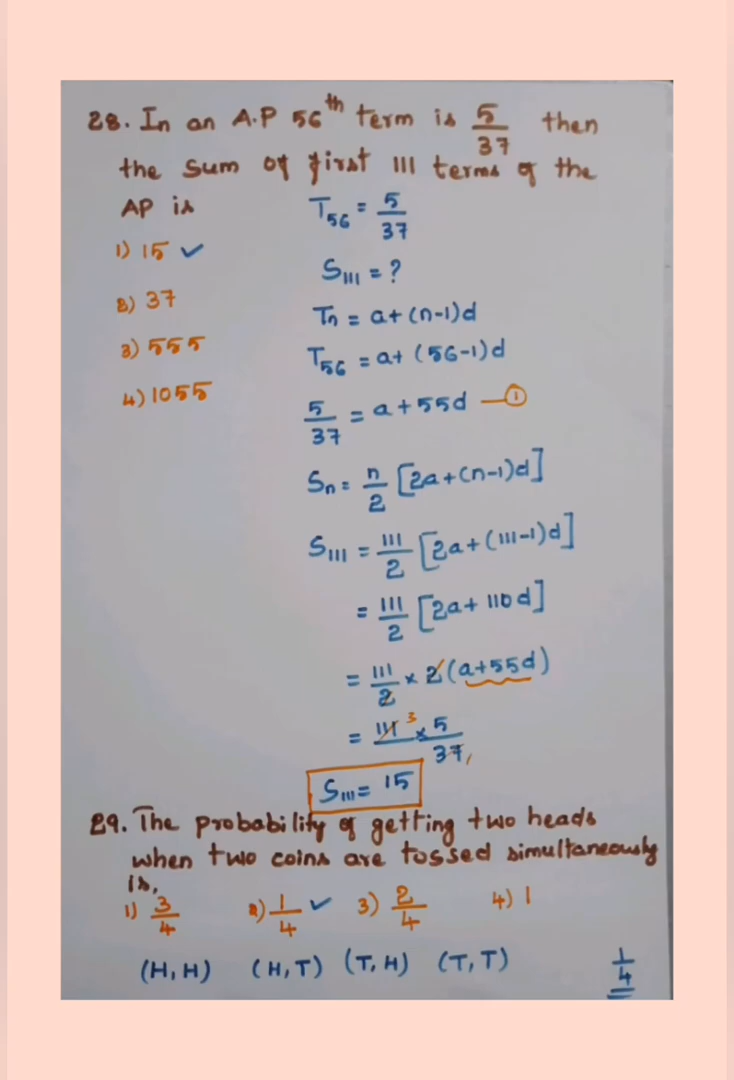 28. In an A.P 56th term is 5/37 then
the sum of first 111 terms of the
AP is
T56 = 5/37
1) 15 ✓
S111 = ?
2) 37
Tn = a+(n-1)d
3) 555
T56 = a+(56-1)d
4) 1055
5/37 = a+55d —①
Sn = n/2 [2a+(n-1)d]
S111 = 111/2 [2a+(111-1)d]
= 111/2 [2a+110d]
= 111/2 × 2(a+55d)
= 111 3 × 5/37 1
S111 = 15
29. The probability of getting two heads
when two coins are tossed simultaneously
is,
1) 3/4 2) 1/4 ✓ 3) 2/4 4) 1
(H,H) (H,T) (T,H) (T,T) 1/4